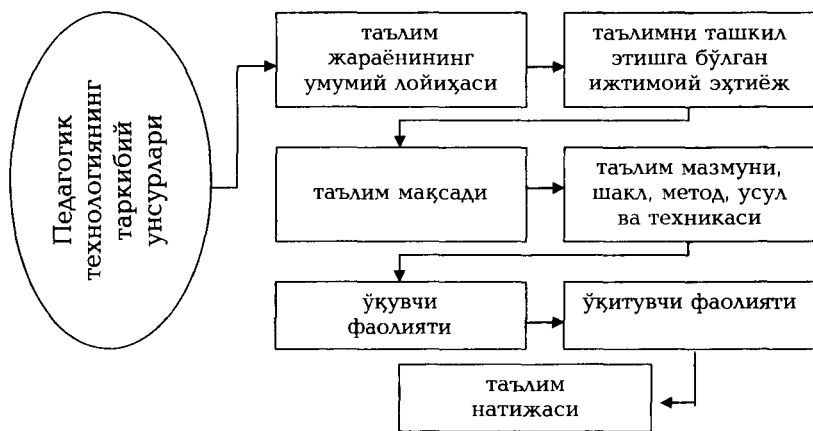 Педагогик
технологиянинг
таркибий
унсурлари
таълим
жараёнининг
умумий лойиҳаси
таълимни ташкил
этишга бўлган
ижтимоий эҳтиёж
таълим мақсади
таълим мазмуни,
шакл, метод, усул
ва техникаси
ўқувчи
фаолияти
ўқитувчи фаолияти
таълим
натижаси